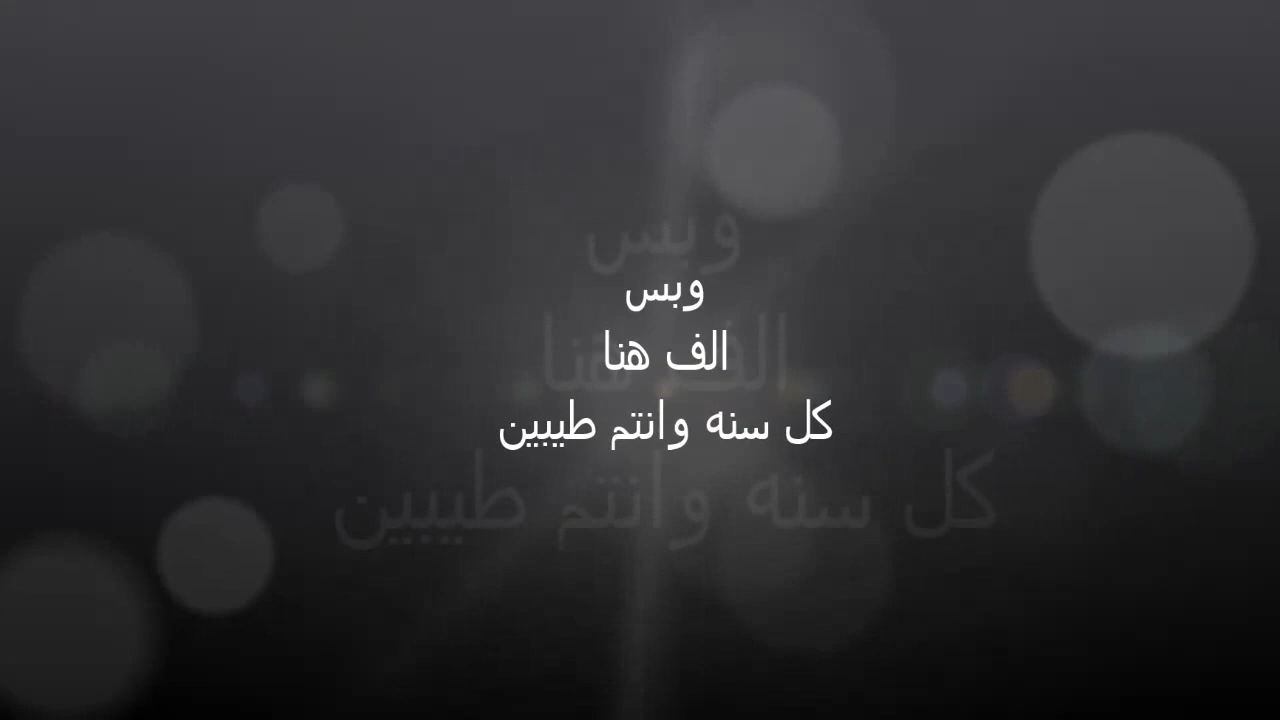 وبس
الف هنا
كل سنه وانتم طيبين